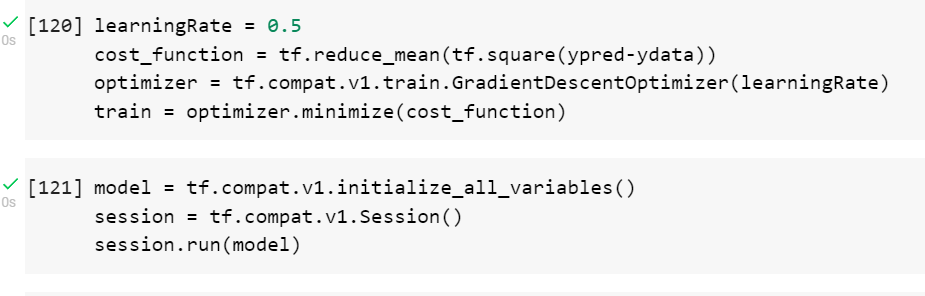 [120] learningRate = 0.5
cost_function = tf.reduce_mean(tf.square(ypred-ydata))
optimizer = tf.compat.v1.train.GradientDescentOptimizer(learningRate)
train = optimizer.minimize(cost_function)
0s
[121] model = tf.compat.v1.initialize_all_variables()
session = tf.compat.v1.Session()
session.run(model)
0s